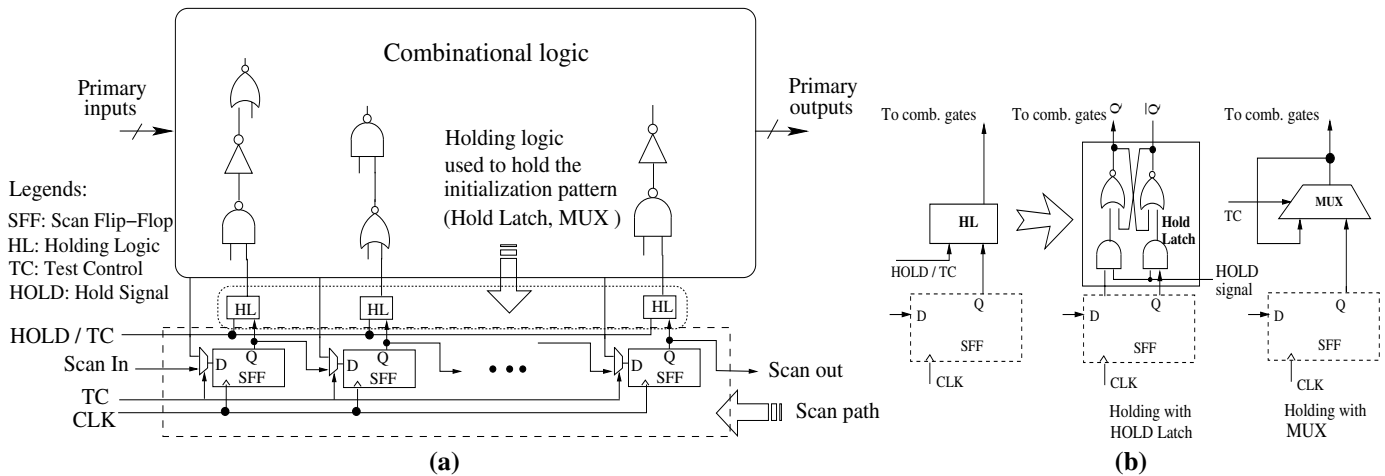 Combinational logic
Primary
inputs
Primary
outputs
Holding logic
used to hold the
initialization pattern
(Hold Latch, MUX )
Legends:
SFF: Scan Flip−Flop
HL: Holding Logic
TC: Test Control
HOLD: Hold Signal
HL
HL
HL
HOLD / TC
Scan In
TC
CLK
D
Q
SFF
D
Q
SFF
D
Q
SFF
Scan out
Scan path
(a)
To comb. gates
HL
HOLD / TC
Q
D
SFF
CLK
To comb. gates
Q
Q
Hold
Latch
HOLD
signal
Q
D
SFF
CLK
Holding with
HOLD Latch
To comb. gates
TC
MUX
Q
D
SFF
CLK
Holding with
MUX
(b)